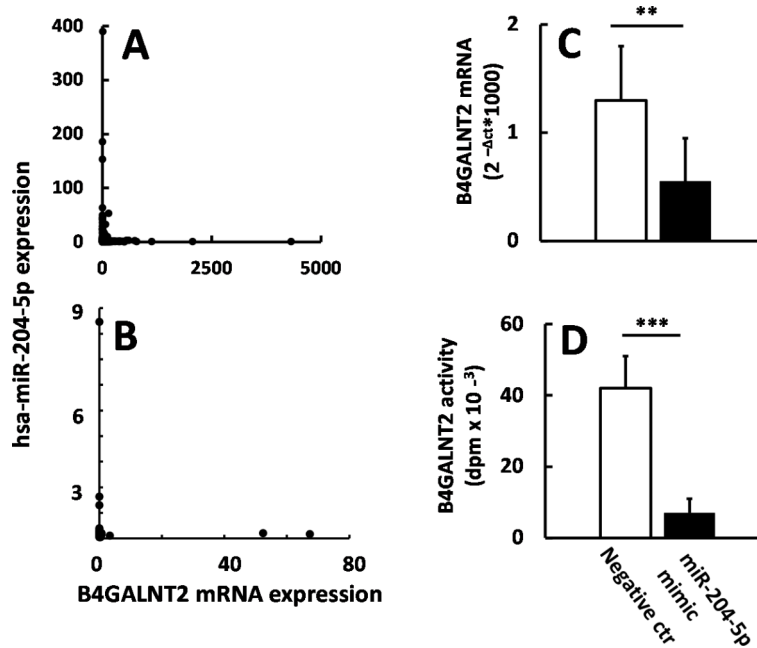 A
400
300
200
100
0
0 2500 5000
hsa-miR-204-5p expression
B
9
6
3
0
0 40 80
B4GALNT2 mRNA expression
C
**
B4GALNT2 mRNA
(2 –Δct*1000)
2
1
0
D
***
B4GALNT2 activity
(dpm x 10 -3)
60
40
20
0
Negative ctr
miR-204-5p
mimic